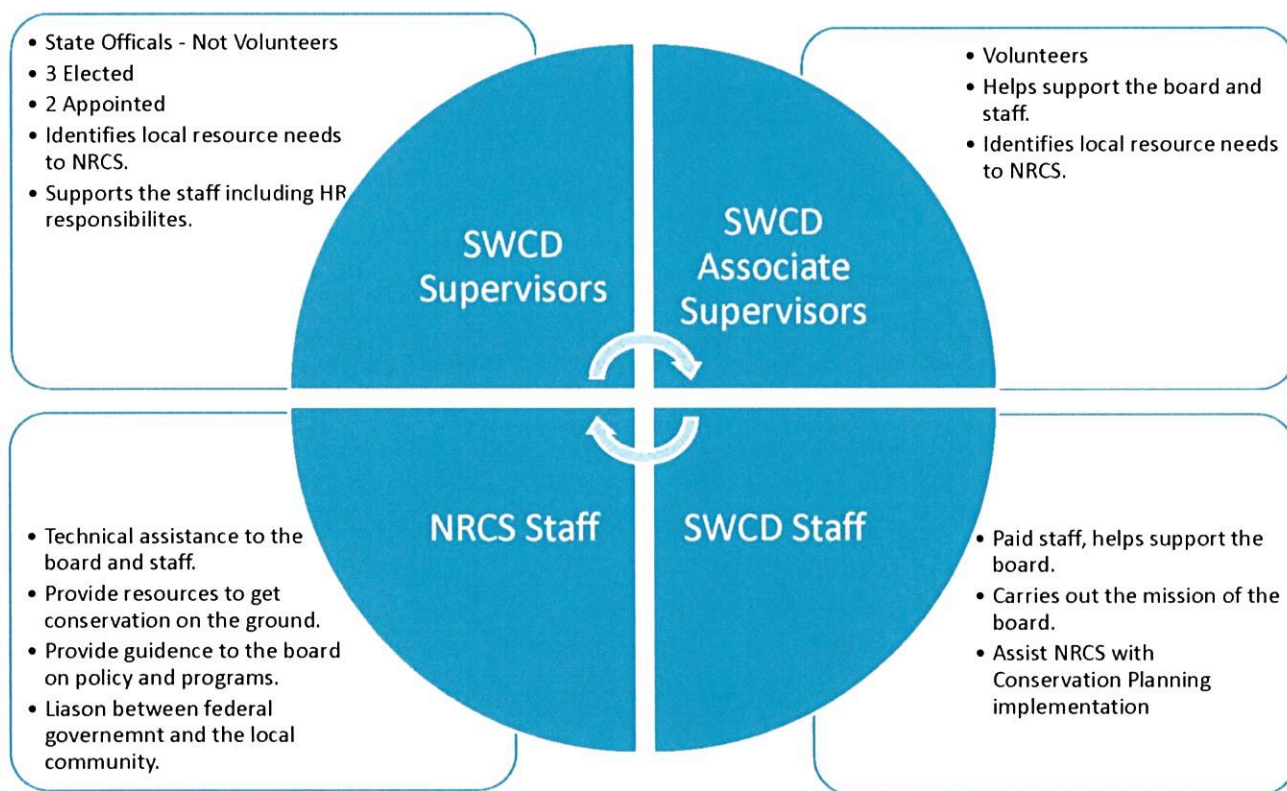 • State Officals - Not Volunteers
• 3 Elected
• 2 Appointed
• Identifies local resource needs
to NRCS.
• Supports the staff including HR
responsibilites.
SWCD
Supervisors
• Volunteers
• Helps support the board and
staff.
• Identifies local resource needs
to NRCS.
SWCD
Associate
Supervisors
• Technical assistance to the
board and staff.
• Provide resources to get
conservation on the ground.
• Provide guidence to the board
on policy and programs.
• Liason between federal
governemnt and the local
community.
NRCS Staff
SWCD Staff
• Paid staff, helps support the
board.
• Carries out the mission of the
board.
• Assist NRCS with
Conservation Planning
implementation